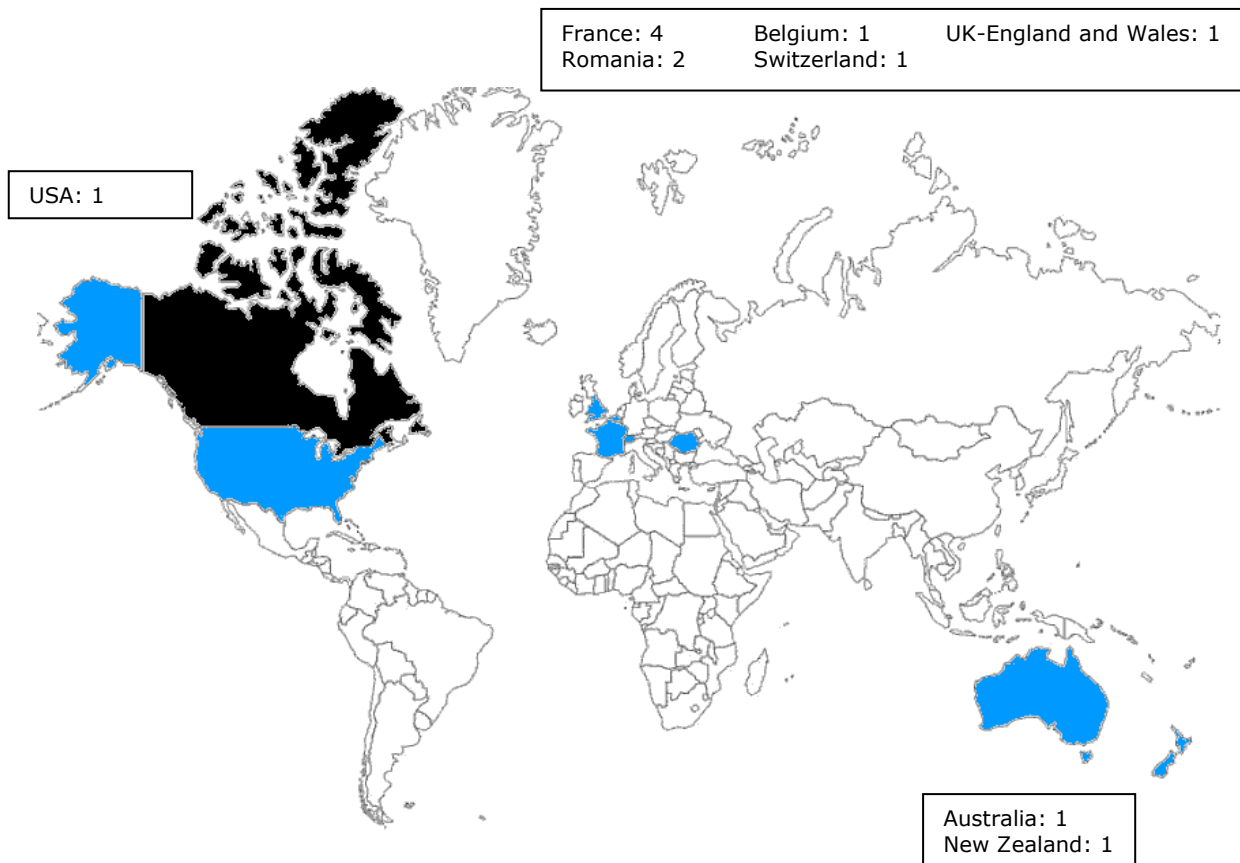 France: 4 Belgium: 1 UK-England and Wales: 1
Romania: 2 Switzerland: 1
USA: 1
Australia: 1
New Zealand: 1